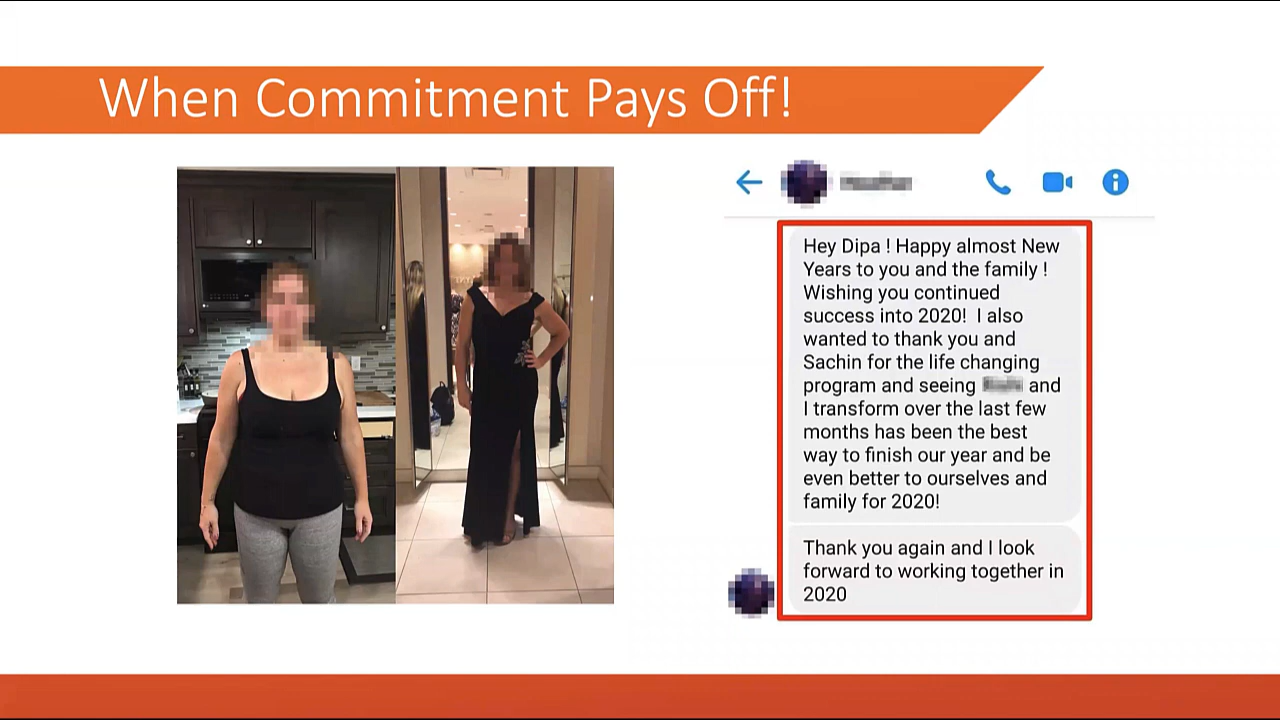 When Commitment Pays Off!
Hey Dipa ! Happy almost New
Years to you and the family !
Wishing you continued
success into 2020!  I also
wanted to thank you and
Sachin for the life changing
program and seeing and
I transform over the last few
months has been the best
way to finish our year and be
even better to ourselves and
family for 2020!
Thank you again and I look
forward to working together in
2020